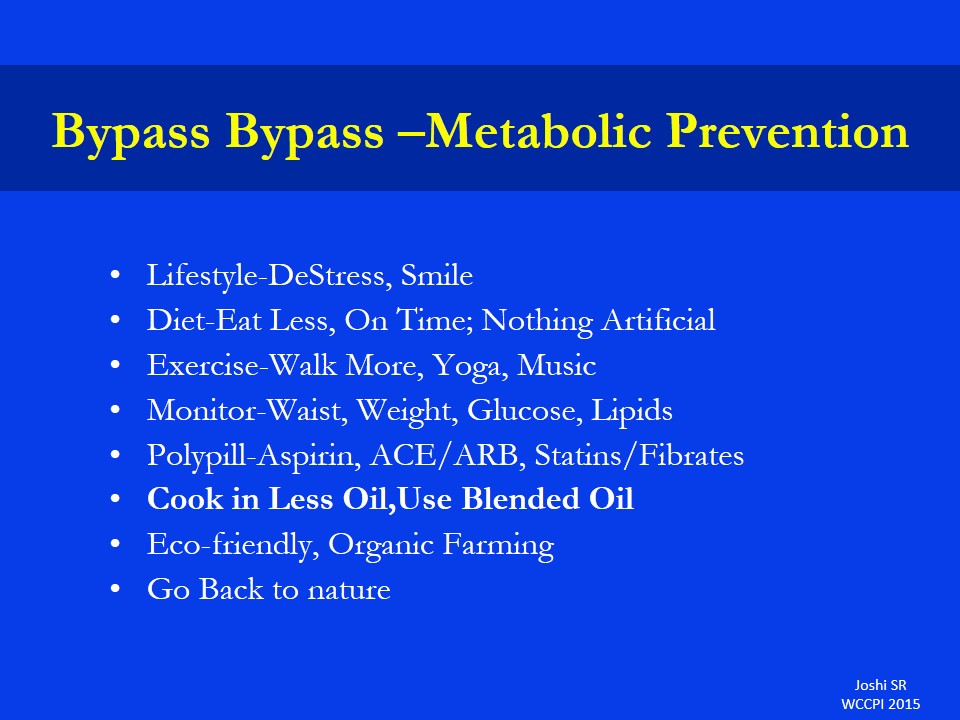 Bypass Bypass –Metabolic Prevention
• Lifestyle-DeStress, Smile
• Diet-Eat Less, On Time; Nothing Artificial
• Exercise-Walk More, Yoga, Music
• Monitor-Waist, Weight, Glucose, Lipids
• Polypill-Aspirin, ACE/ARB, Statins/Fibrates
• Cook in Less Oil,Use Blended Oil
• Eco-friendly, Organic Farming
• Go Back to nature
Joshi SR
WCCPI 2015